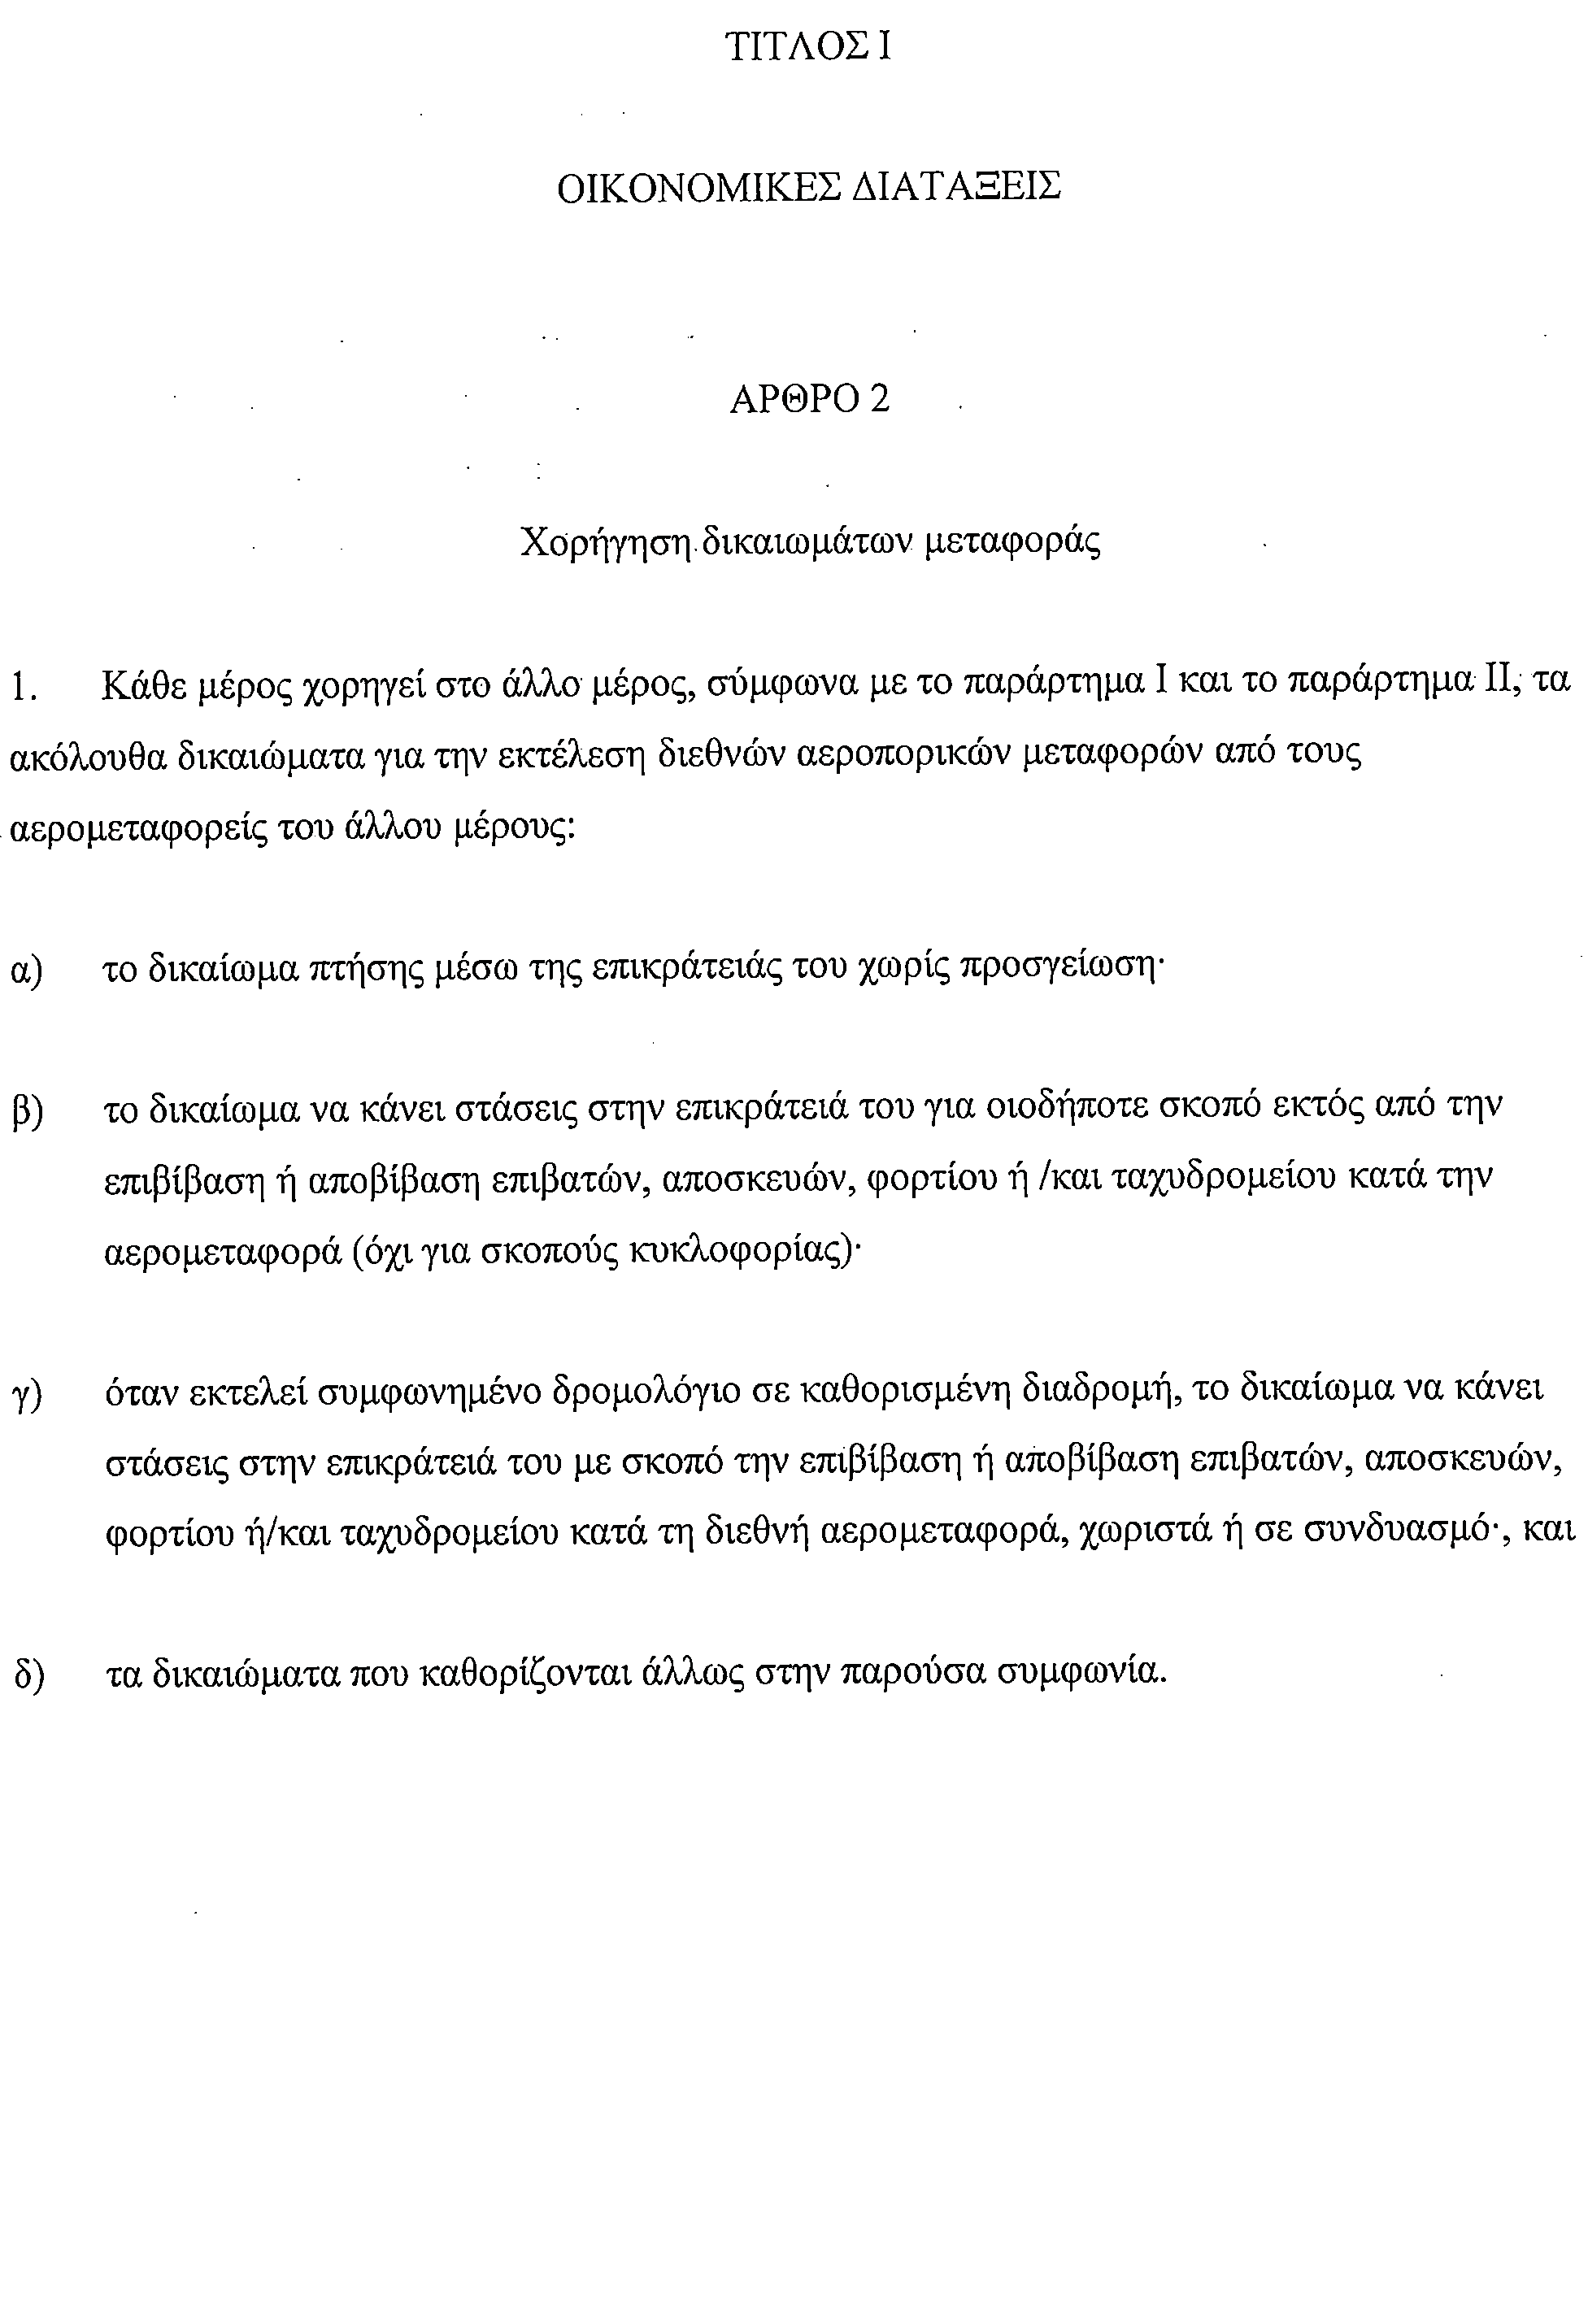 ΤΙΤΛΟΣ Ι
ΟΙΚΟΝΟΜΙΚΕΣ ΔΙΑΤΑΞΕΙΣ
ΑΡΘΡΟ 2
Χορήγηση δικαιωμάτων μεταφοράς
1. Κάθε μέρος χορηγεί στο άλλο μέρος, σύμφωνα με το παράρτημα Ι και το παράρτημα ΙΙ, τα
ακόλουθα δικαιώματα για την εκτέλεση διεθνών αεροπορικών μεταφορών από τους
αερομεταφορείς του άλλου μέρους:
α) το δικαίωμα πτήσης μέσω της επικράτειάς του χωρίς προσγείωση·
β) το δικαίωμα να κάνει στάσεις στην επικράτειά του για οιοδήποτε σκοπό εκτός από την
επιβίβαση ή αποβίβαση επιβατών, αποσκευών, φορτίου ή /και ταχυδρομείου κατά την
αερομεταφορά (όχι για σκοπούς κυκλοφορίας)·
γ) όταν εκτελεί συμφωνημένο δρομολόγιο σε καθορισμένη διαδρομή, το δικαίωμα να κάνει
στάσεις στην επικράτειά του με σκοπό την επιβίβαση ή αποβίβαση επιβατών, αποσκευών,
φορτίου ή/και ταχυδρομείου κατά τη διεθνή αερομεταφορά, χωριστά ή σε συνδυασμό·, και
δ) τα δικαιώματα που καθορίζονται άλλως στην παρούσα συμφωνία.